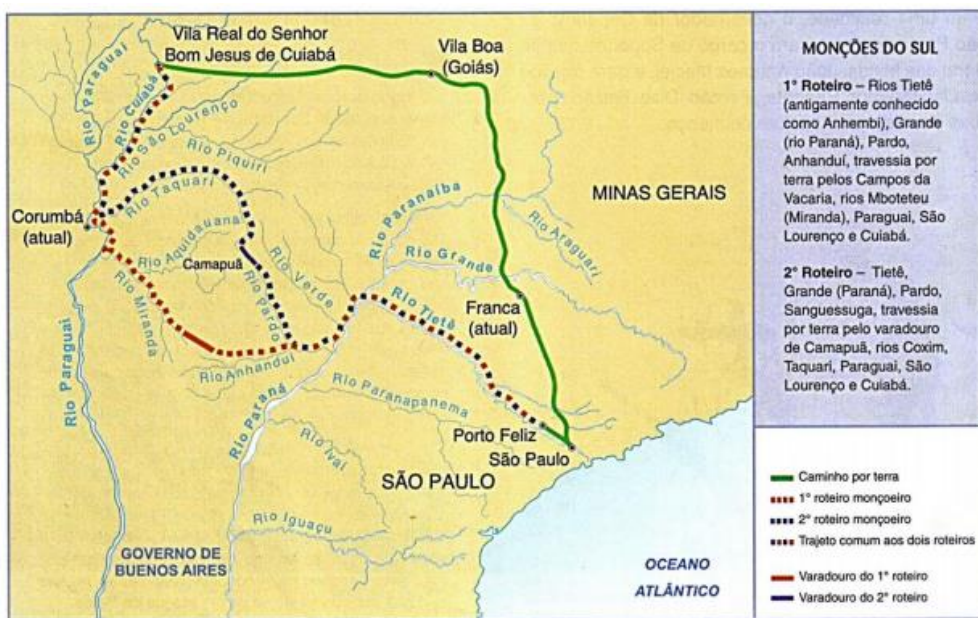 Vila Real do Senhor
Bom Jesus de Cuiabá
Vila Boa
(Goiás)
Rio Paraguai
Rio Cuiabá
Rio São Lourenço
Rio Piquiri
Rio Taquari
Corumbá
(atual)
Rio Aquidauana
Camapuã
Rio Verde
Rio Pardo
Rio Miranda
Rio Anhanduí
Rio Paraguai
Rio Paranaíba
MINAS GERAIS
Rio Araguari
Rio Grande
Rio Tietê
Franca
(atual)
Rio Paraná
Rio Paranapanema
Porto Feliz
São Paulo
Rio Ivaí
SÃO PAULO
Rio Iguaçu
GOVERNO DE
BUENOS AIRES
OCEANO
ATLÂNTICO
MONÇÕES DO SUL
1° Roteiro – Rios Tietê
(antigamente conhecido
como Anhembi), Grande
(rio Paraná), Pardo,
Anhanduí, travessia por
terra pelos Campos da
Vacaria, rios Mboteteu
(Miranda), Paraguai, São
Lourenço e Cuiabá.
2° Roteiro – Tietê,
Grande (Paraná), Pardo,
Sanguessuga, travessia
por terra pelo varadouro
de Camapuã, rios Coxim,
Taquari, Paraguai, São
Lourenço e Cuiabá.
Caminho por terra
1° roteiro monçoeiro
2° roteiro monçoeiro
Trajeto comum aos dois roteiros
Varadouro do 1° roteiro
Varadouro do 2° roteiro